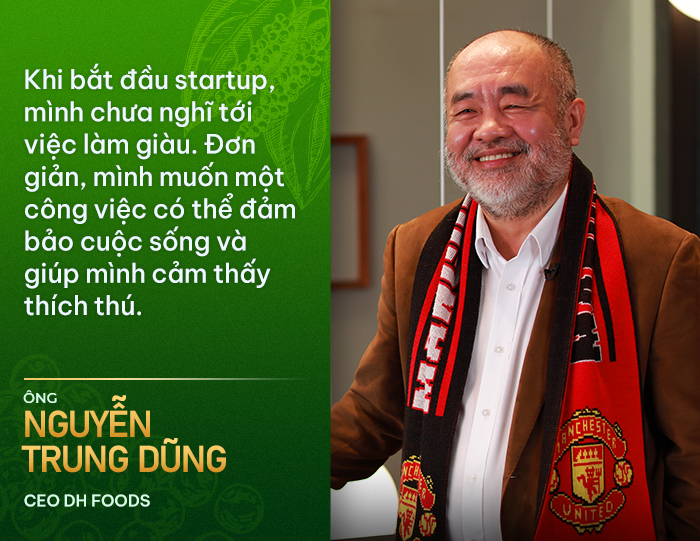 Khi bắt đầu startup,
mình chưa nghĩ tới
việc làm giàu. Đơn
giản, mình muốn một
công việc có thể đảm
bảo cuộc sống và
giúp mình cảm thấy
thích thú.
ÔNG
NGUYỄN
TRUNG DŨNG
CEO DH FOODS
MANCHESTER
UNITED